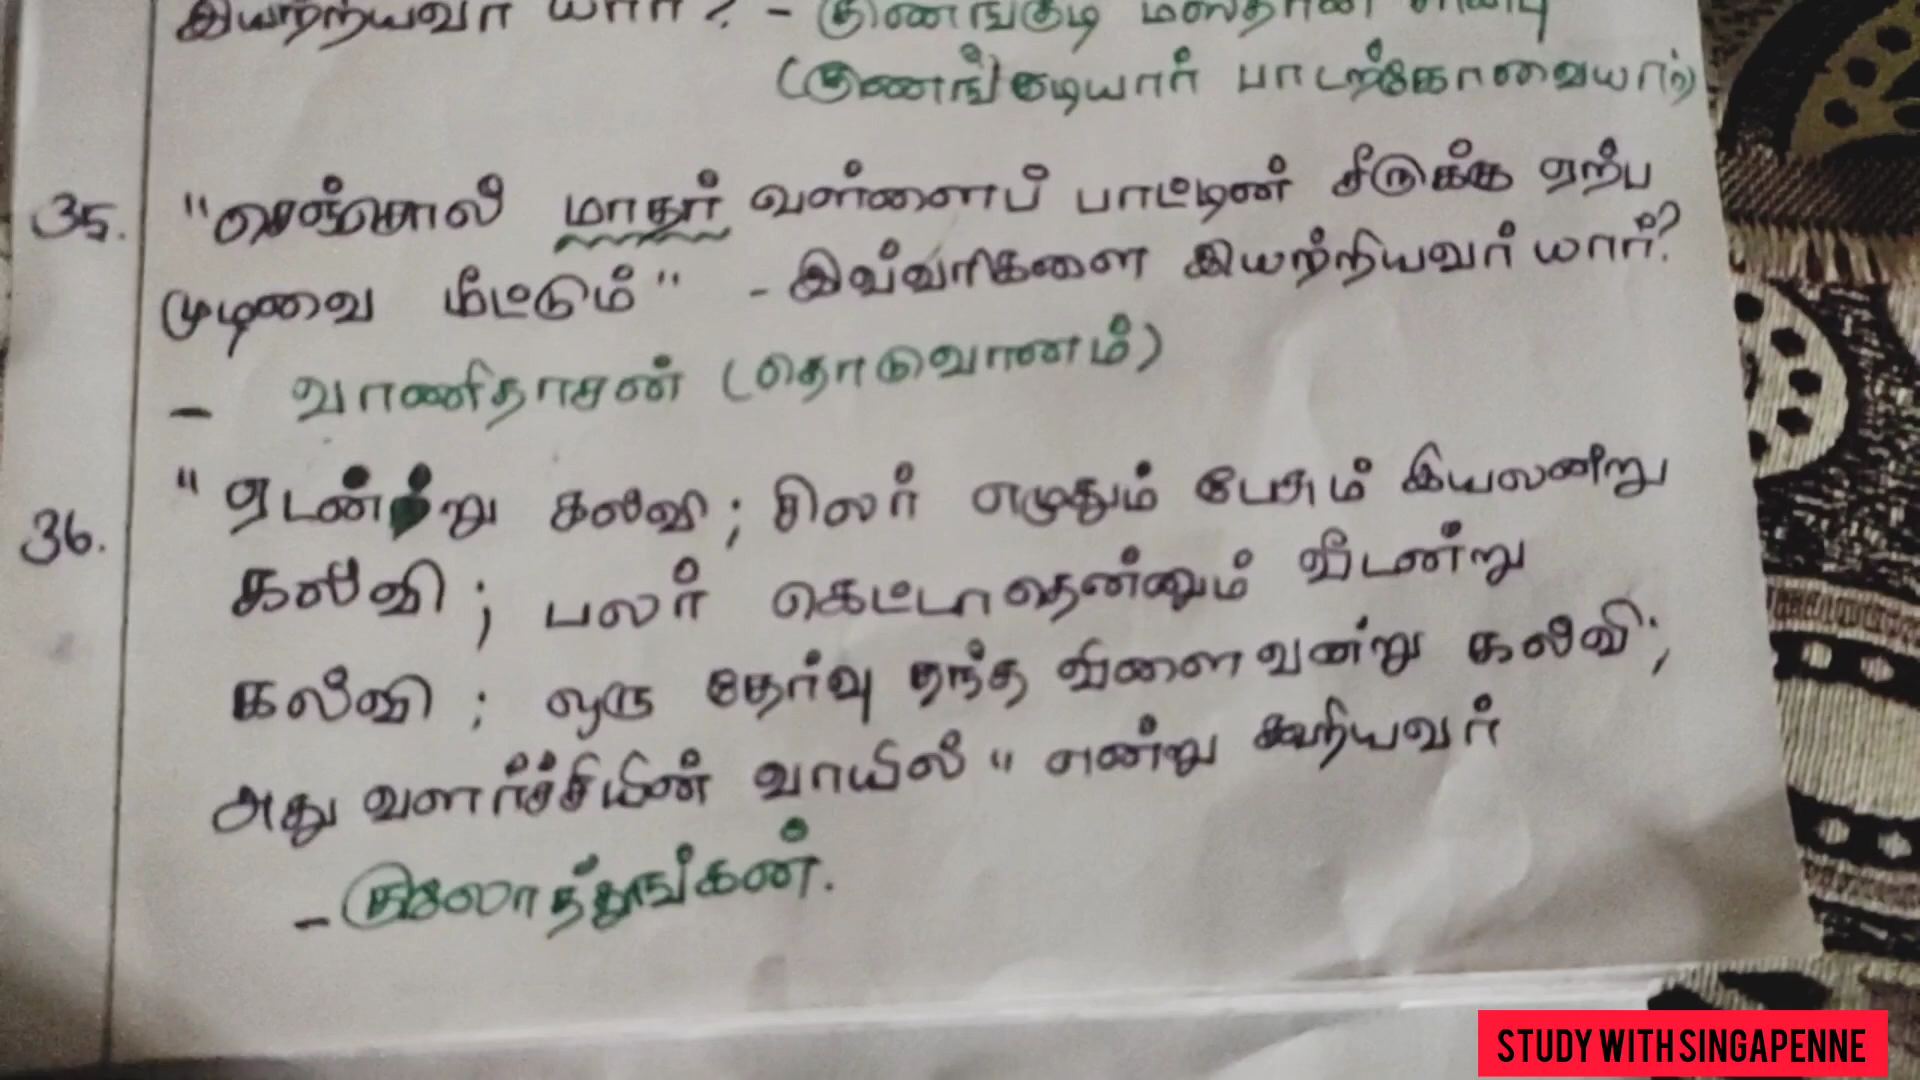 இயற்றியவர் யார்? - குணங்குடி மஸ்தான் சாகிபு
(குணங்குடியார் பாடற்கோவையார்)
35. "செஞ்சொல் மாதர் வள்ளைப் பாட்டின் சீருக்கு ஏற்ப
முழவை மீட்டும்" - இவ்வரிகளை இயற்றியவர் யார்?
- வாணிதாசன் (தொடுவானம்)
36. "ஏடன்று கல்வி; சிலர் எழுதும் பேசும் இயலன்று
கல்வி; பலர் கெட்டாதென்னும் வீடன்று
கல்வி; ஒரு தேர்வு தந்த விளைவன்று கல்வி;
அது வளர்ச்சியின் வாயில்" என்று கூறியவர்
- குலோத்துங்கன்.
STUDY WITH SINGAPENNE